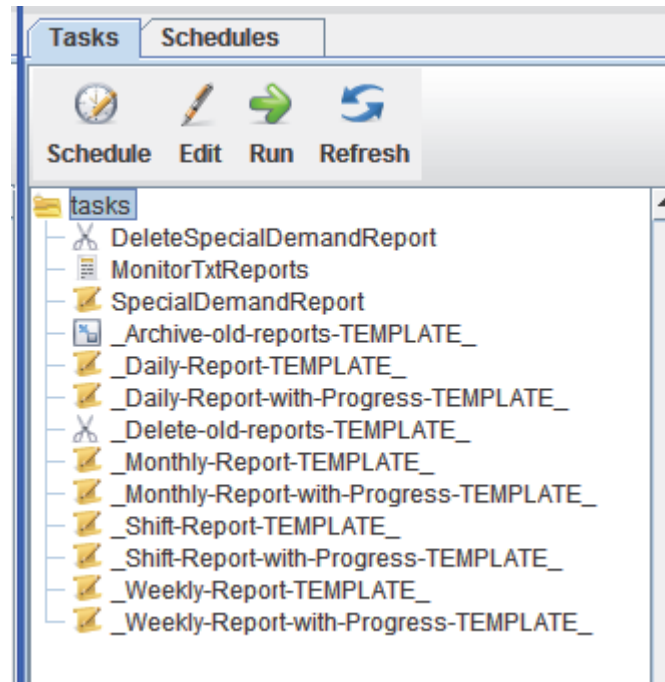 Tasks Schedules
Schedule Edit Run Refresh
tasks
DeleteSpecialDemandReport
MonitorTxtReports
SpecialDemandReport
_Archive-old-reports-TEMPLATE_
_Daily-Report-TEMPLATE_
_Daily-Report-with-Progress-TEMPLATE_
_Delete-old-reports-TEMPLATE_
_Monthly-Report-TEMPLATE_
_Monthly-Report-with-Progress-TEMPLATE_
_Shift-Report-TEMPLATE_
_Shift-Report-with-Progress-TEMPLATE_
_Weekly-Report-TEMPLATE_
_Weekly-Report-with-Progress-TEMPLATE_